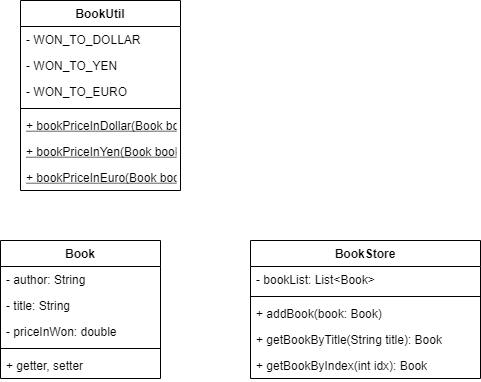 BookUtil
- WON_TO_DOLLAR
- WON_TO_YEN
- WON_TO_EURO
+ bookPriceInDollar(Book bo
+ bookPriceInYen(Book book
+ bookPriceInEuro(Book bo
Book
- author: String
- title: String
- priceInWon: double
+ getter, setter
BookStore
- bookList: List<Book>
+ addBook(book: Book)
+ getBookByTitle(String title): Book
+ getBookByIndex(int idx): Book